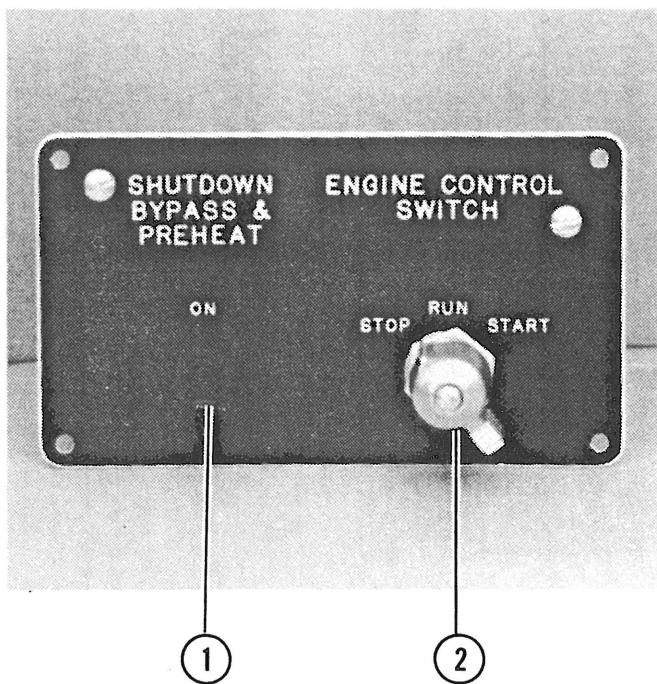 SHUTDOWN
BYPASS &
PREHEAT
ENGINE CONTROL
SWITCH
ON
STOP RUN START
1
2